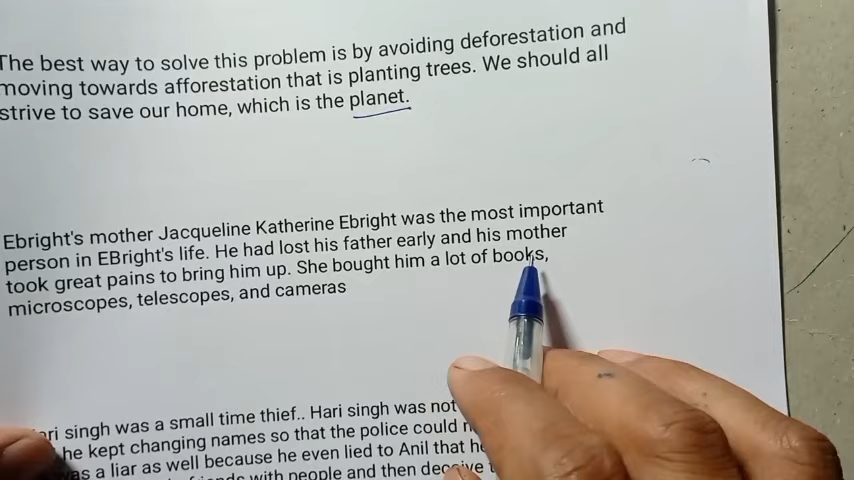 The best way to solve this problem is by avoiding deforestation and
moving towards afforestation that is planting trees. We should all
strive to save our home, which is the planet.
Ebright's mother Jacqueline Katherine Ebright was the most important
person in EBright's life. He had lost his father early and his mother
took great pains to bring him up. She bought him a lot of books,
microscopes, telescopes, and cameras
singh was a small time thief.. Hari singh was not
he kept changing names so that the police could
was a liar as well because he even lied to Anil that
with people and then